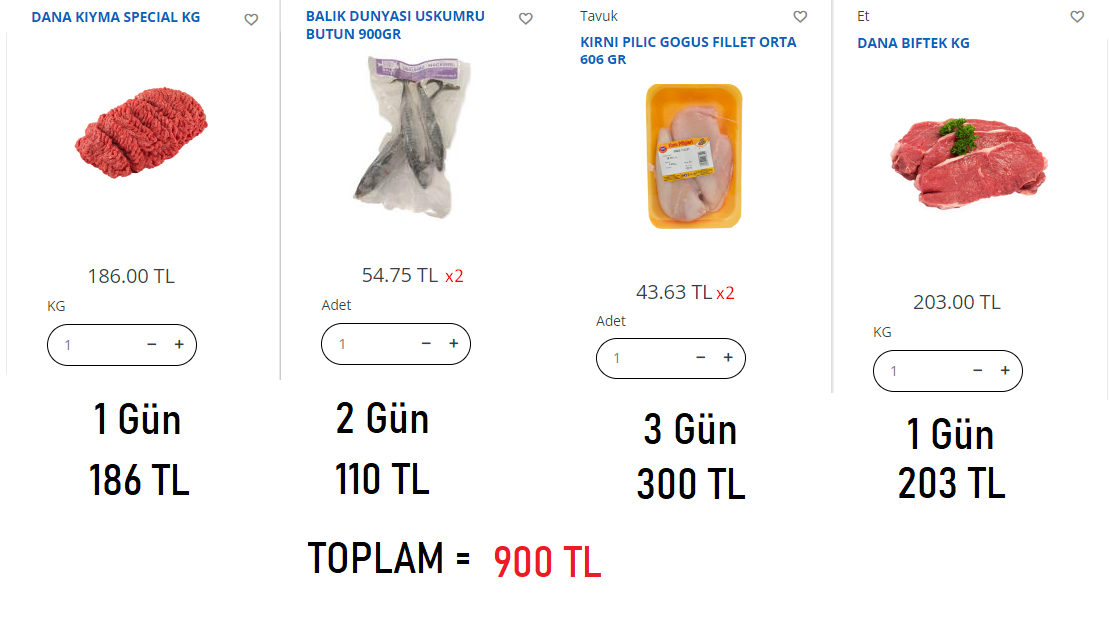 DANA KIYMA SPECIAL KG
186.00 TL
KG
1 − +
1 Gün
186 TL
BALIK DUNYASI USKUMRU
BUTUN 900GR
54.75 TL x2
Adet
1 − +
2 Gün
110 TL
Tavuk
KIRNI PILIC GOGUS FILLET ORTA
606 GR
43.63 TL x2
Adet
1 − +
3 Gün
300 TL
Et
DANA BIFTEK KG
203.00 TL
KG
1 − +
1 Gün
203 TL
TOPLAM = 900 TL